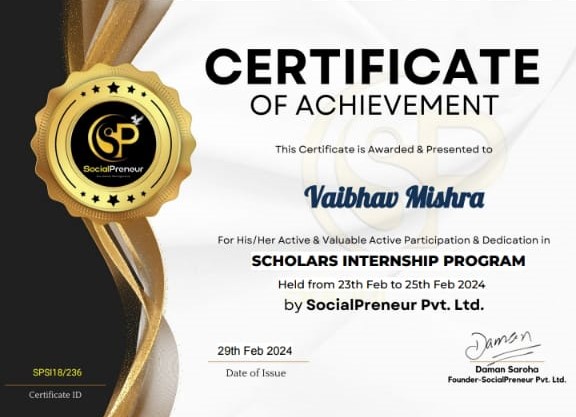 CERTIFICATE
OF ACHIEVEMENT
This Certificate is Awarded & Presented to
Vaibhav Mishra
For His/Her Active & Valuable Active Participation & Dedication in
SCHOLARS INTERNSHIP PROGRAM
Held from 23th Feb to 25th Feb 2024
by SocialPreneur Pvt. Ltd.
SP
SocialPreneur
29th Feb 2024
Date of Issue
Daman
Daman Saroha
Founder-SocialPreneur Pvt. Ltd.
SPSI18/236
Certificate ID